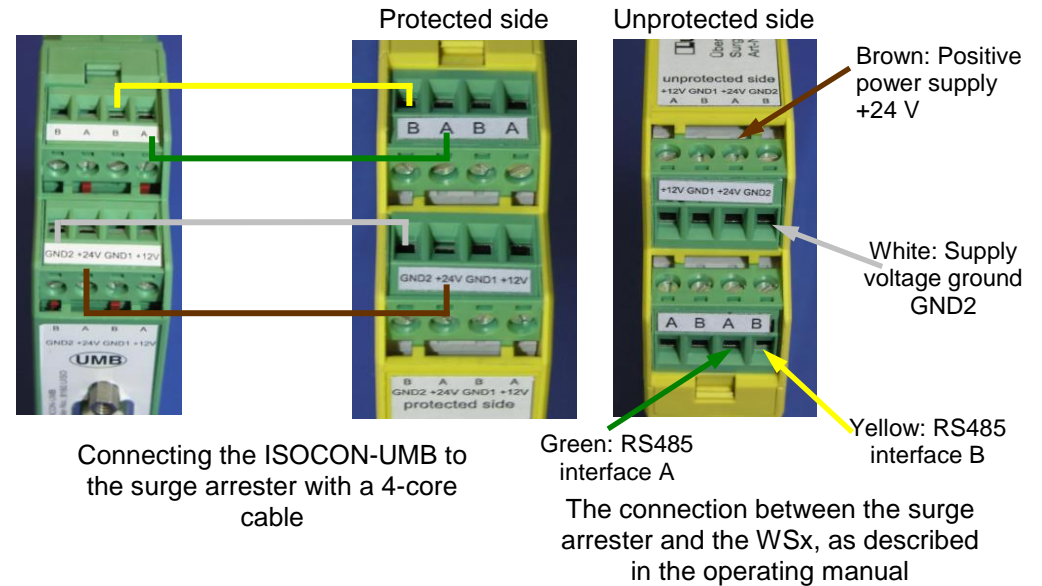 Protected side
Unprotected side
B A B A
GND2 +24V GND1 +12V
B A B A
GND2 +24V GND1 +12V
UMB
B A B A
GND2 +24V GND1 +12V
B A B A
GND2 +24V GND1 +12V
protected side
unprotected side
+12V GND1 +24V GND2
A B A B
+12V GND1 +24V GND2
A B A B
Brown: Positive
power supply
+24 V
White: Supply
voltage ground
GND2
Green: RS485
interface A
Yellow: RS485
interface B
Connecting the ISOCON-UMB to
the surge arrester with a 4-core
cable
The connection between the surge
arrester and the WSx, as described
in the operating manual